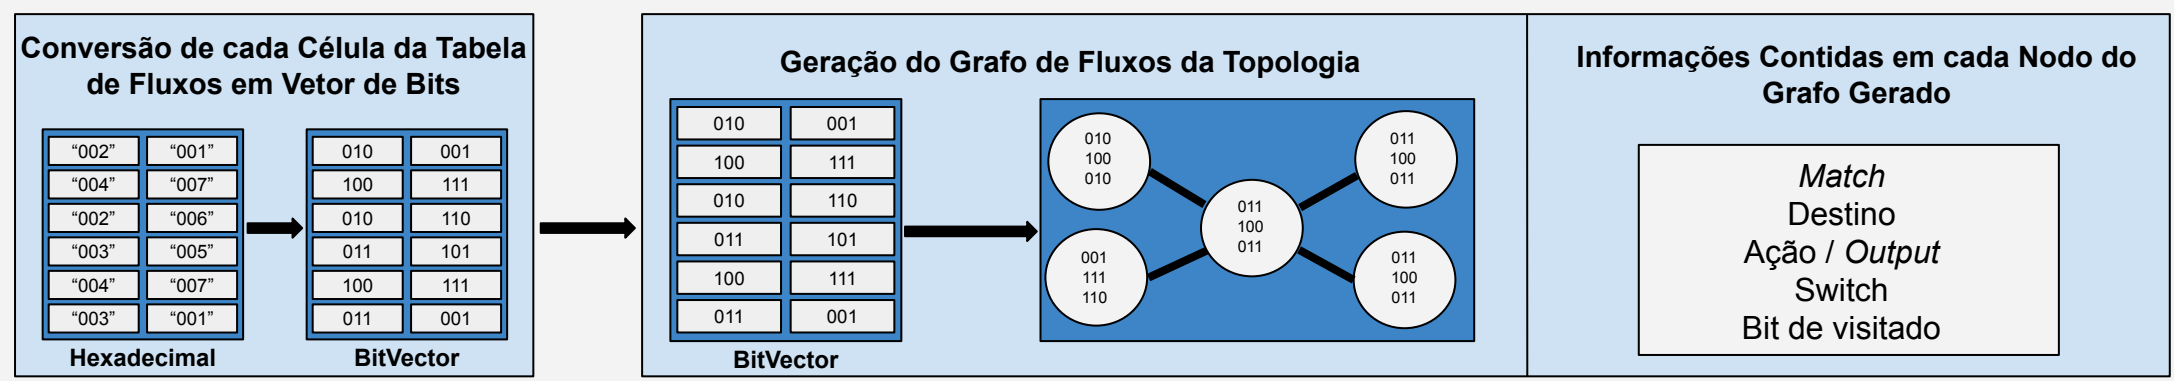 Conversão de cada Célula da Tabela
de Fluxos em Vetor de Bits
“002” “001”
“004” “007”
“002” “006”
“003” “005”
“004” “007”
“003” “001”
Hexadecimal
010 001
100 111
010 110
011 101
100 111
011 001
BitVector
Geração do Grafo de Fluxos da Topologia
010 001
100 111
010 110
011 101
100 111
011 001
BitVector
010
100
010
001
111
110
011
100
011
011
100
011
011
100
011
Informações Contidas em cada Nodo do
Grafo Gerado
Match
Destino
Ação / Output
Switch
Bit de visitado